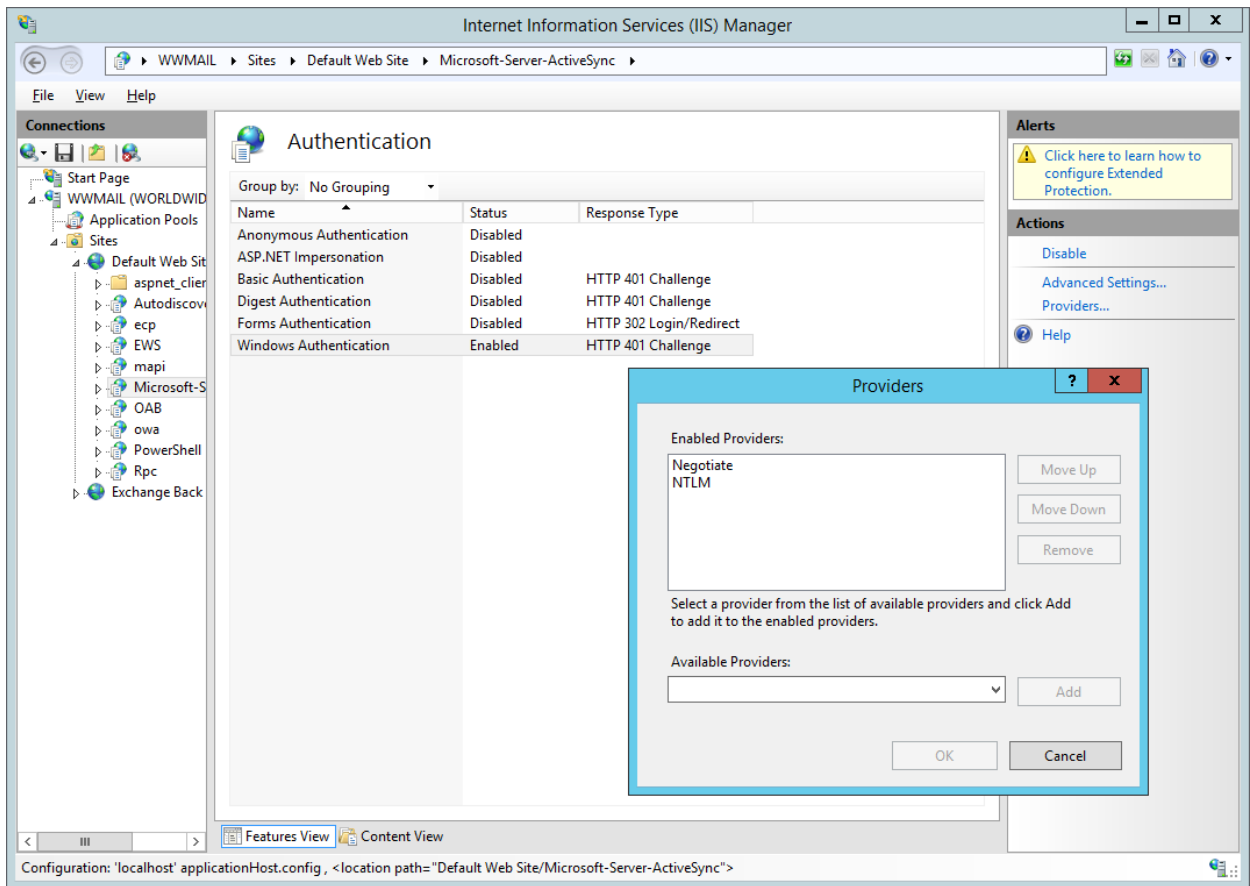 Internet Information Services (IIS) Manager
WWMAIL Sites Default Web Site Microsoft-Server-ActiveSync
File View Help
Connections
Start Page
WWMAIL (WORLDWID
Application Pools
Sites
Default Web Sit
aspnet_clien
Autodiscov
ecp
EWS
mapi
Microsoft-S
OAB
owa
PowerShell
Rpc
Exchange Back
Authentication
Group by: No Grouping
Name Status Response Type
Anonymous Authentication Disabled
ASP.NET Impersonation Disabled
Basic Authentication Disabled HTTP 401 Challenge
Digest Authentication Disabled HTTP 401 Challenge
Forms Authentication Disabled HTTP 302 Login/Redirect
Windows Authentication Enabled HTTP 401 Challenge
Alerts
Click here to learn how to
configure Extended
Protection.
Actions
Disable
Advanced Settings...
Providers...
Help
Providers
? x
Enabled Providers:
Negotiate
NTLM
Move Up
Move Down
Remove
Select a provider from the list of available providers and click Add
to add it to the enabled providers.
Available Providers:
Add
OK Cancel
Features View Content View
Configuration: 'localhost' applicationHost.config , <location path="Default Web Site/Microsoft-Server-ActiveSync">